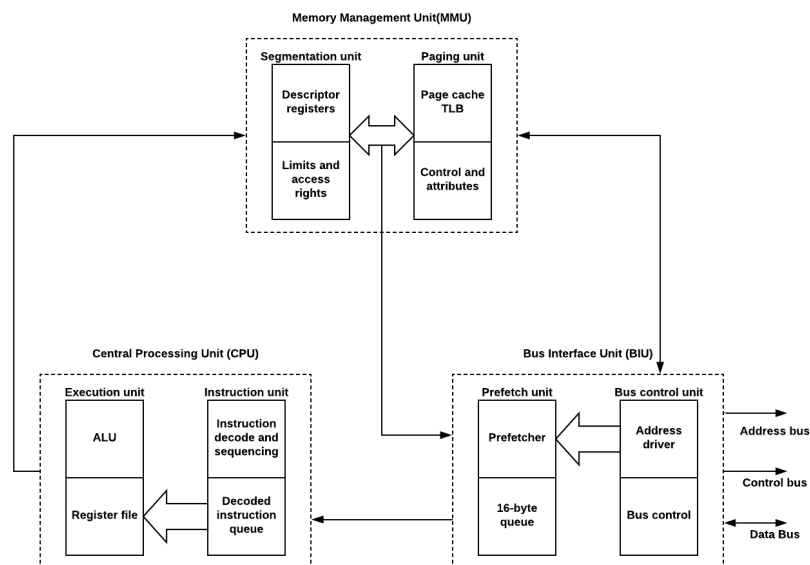 Memory Management Unit(MMU)
Segmentation unit
Paging unit
Descriptor
registers
Page cache
TLB
Limits and
access
rights
Control and
attributes
Central Processing Unit (CPU)
Bus Interface Unit (BIU)
Execution unit
Instruction unit
Prefetch unit
Bus control unit
ALU
Instruction
decode and
sequencing
Prefetcher
Address
driver
Address bus
Register file
Decoded
instruction
queue
16-byte
queue
Bus control
Control bus
Data Bus